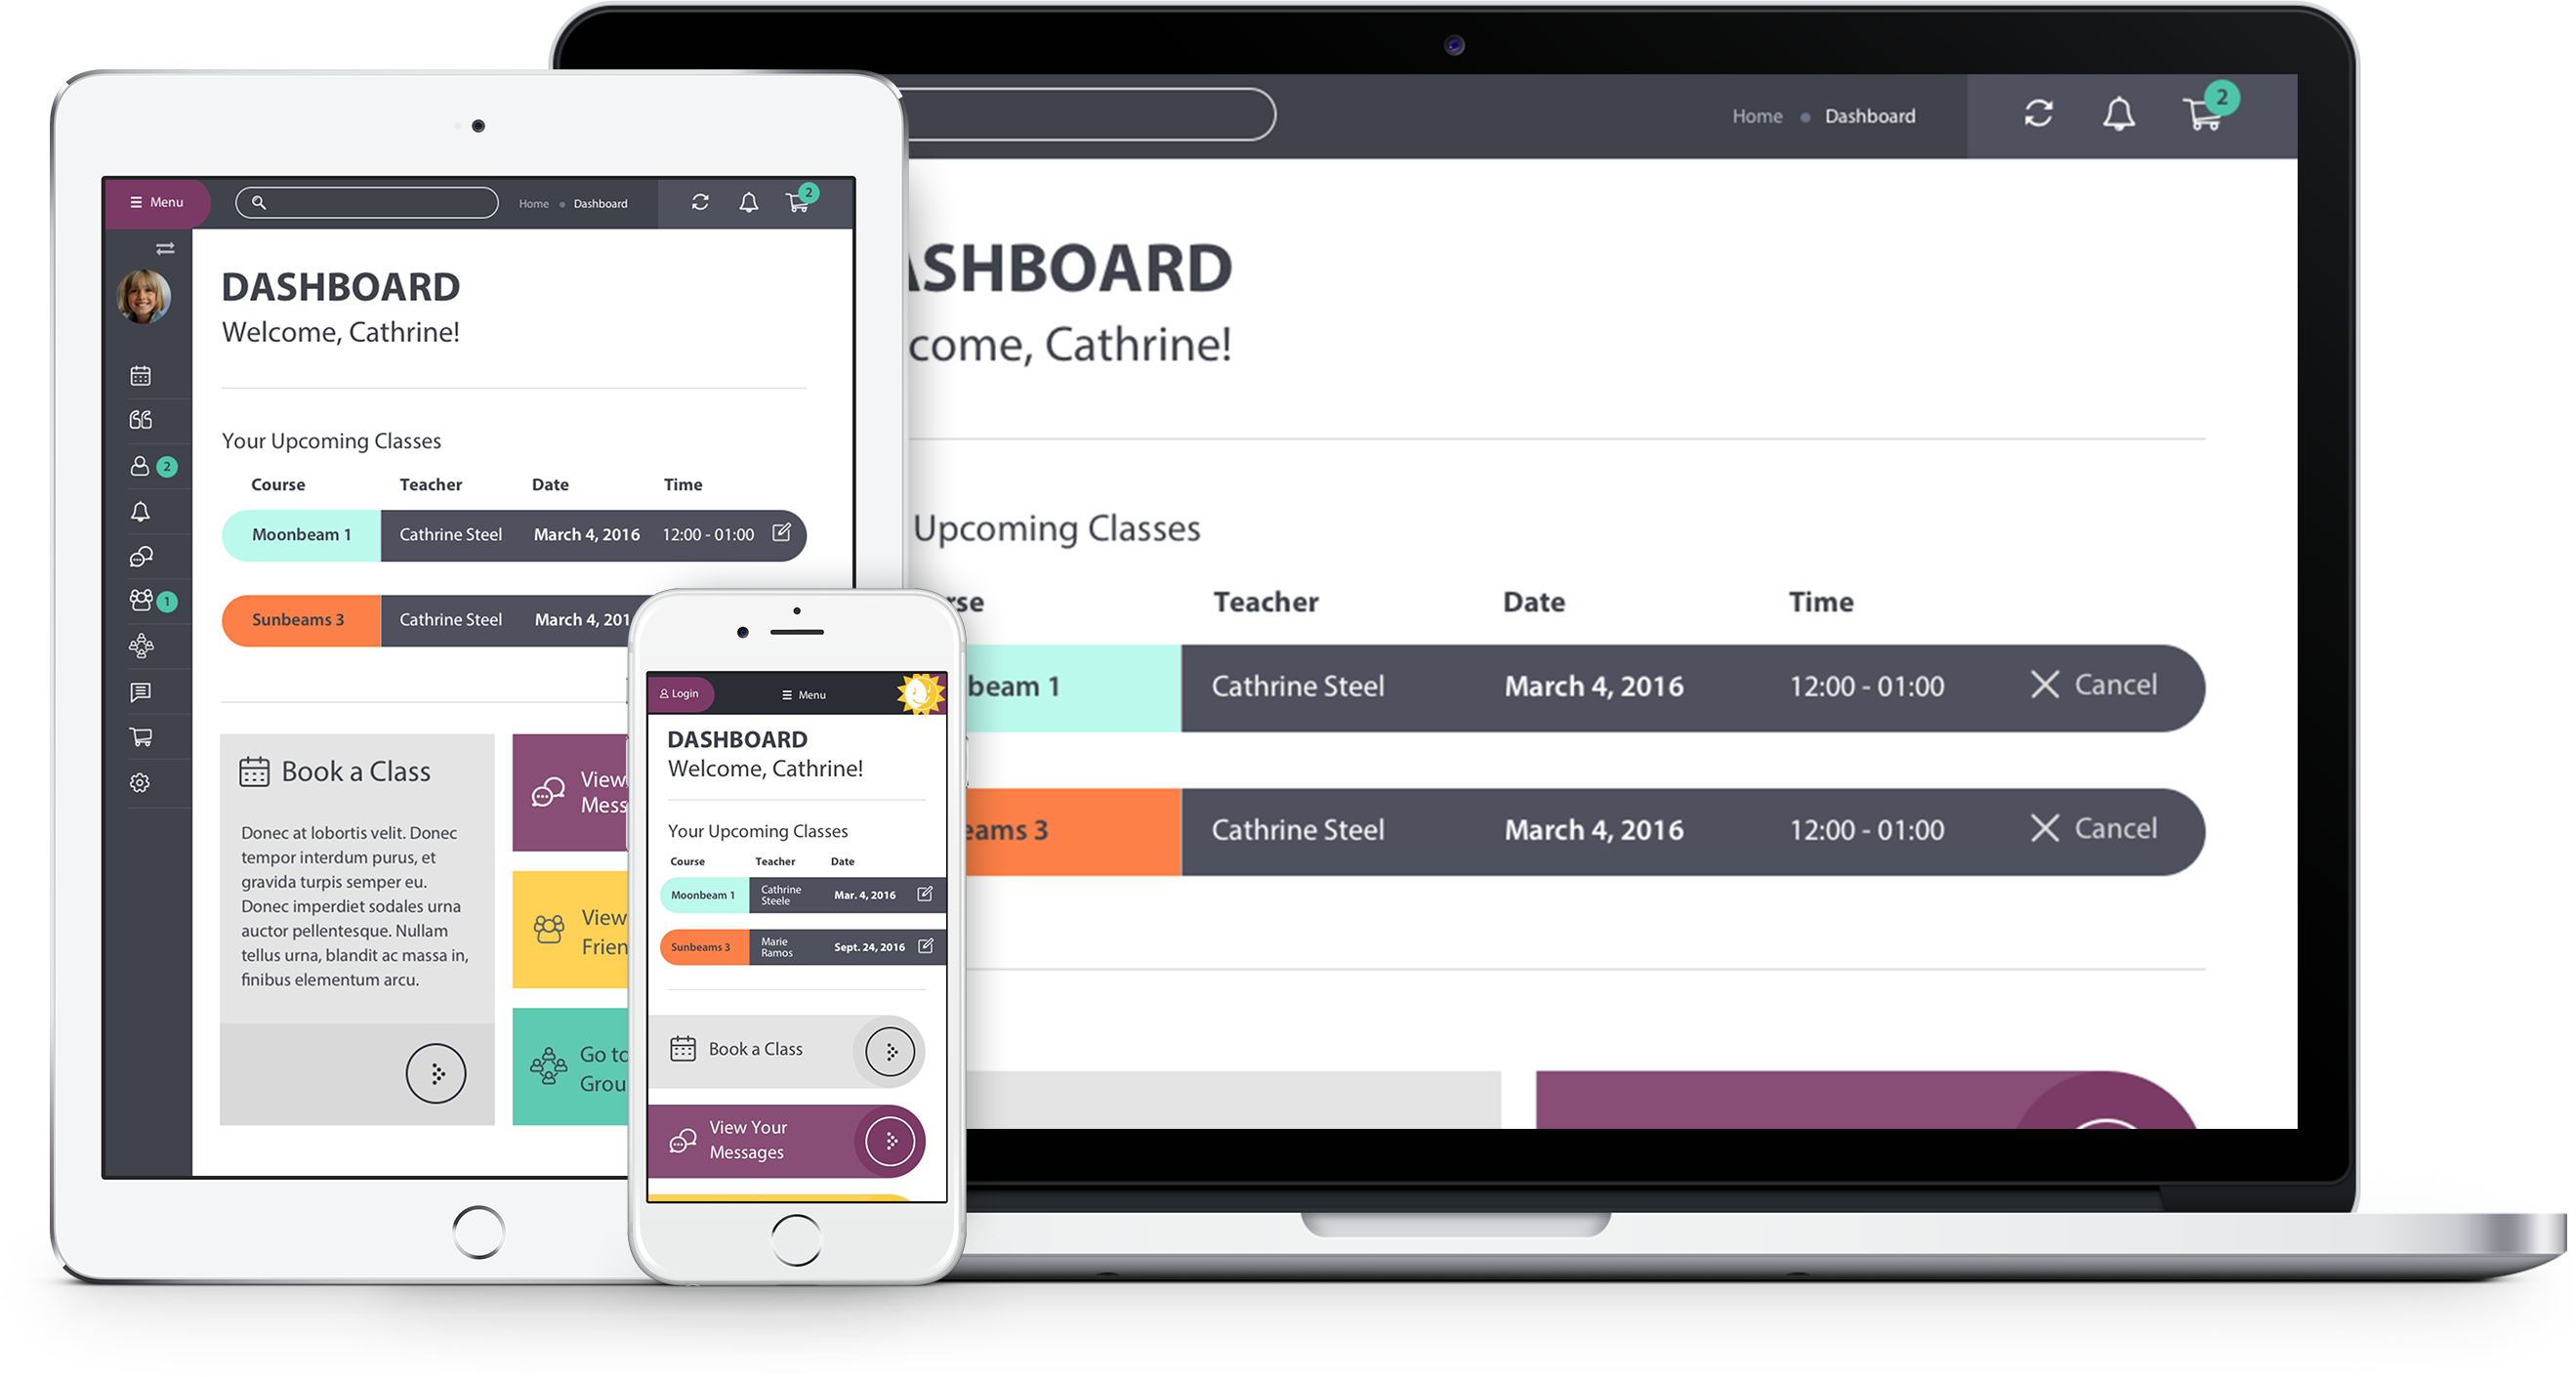 Menu
Home • Dashboard
2
DASHBOARD
Welcome, Cathrine!
Your Upcoming Classes
Course Teacher Date Time
Moonbeam 1 Cathrine Steel March 4, 2016 12:00 - 01:00
Sunbeams 3 Cathrine Steel March 4, 201
2
1
Book a Class
Donec at lobortis velit. Donec
tempor interdum purus, et
gravida turpis semper eu.
Donec imperdiet sodales urna
auctor pellentesque. Nullam
tellus urna, blandit ac massa in,
finibus elementum arcu.
View
Mess
View
Frien
Go to
Grou
Login
Menu
DASHBOARD
Welcome, Cathrine!
Your Upcoming Classes
Course Teacher Date
Moonbeam 1 Cathrine Mar. 4, 2016
Steele
Sunbeams 3 Marie Sept. 24, 2016
Ramos
Book a Class
View Your
Messages
Home • Dashboard
2
ASHBOARD
come, Cathrine!
Upcoming Classes
rse Teacher Date Time
beam 1 Cathrine Steel March 4, 2016 12:00 - 01:00 Cancel
eams 3 Cathrine Steel March 4, 2016 12:00 - 01:00 Cancel